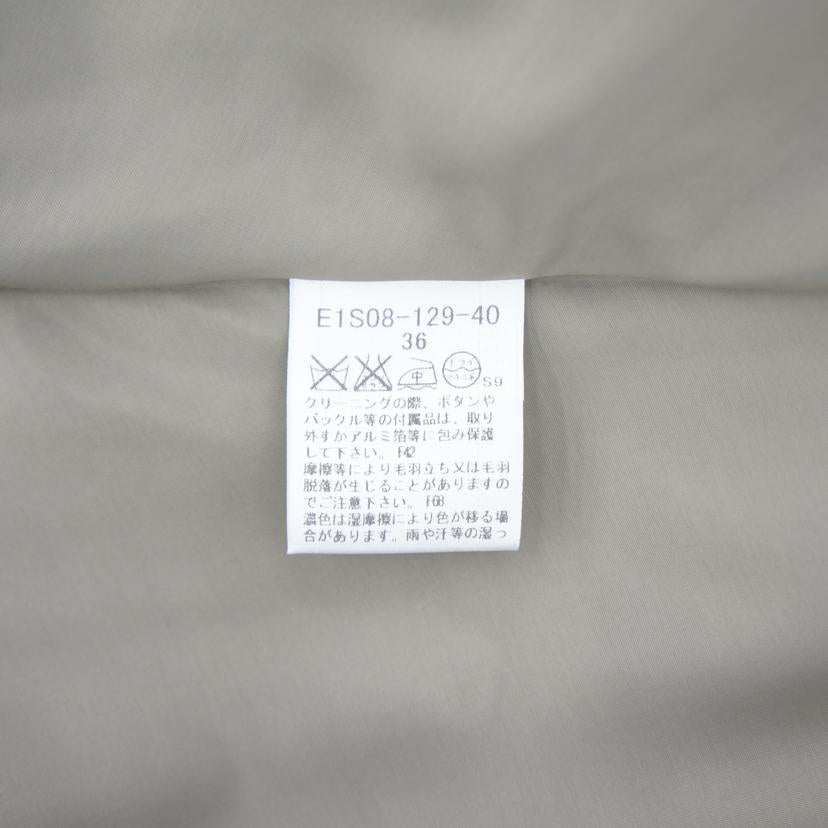 E1S08-129-40
36
中 ドライ S9
クリーニングの際、ボタンや
バックル等の付属品は、取り
外すかアルミ箔等に包み保護
して下さい。 F42
摩擦等により毛羽立ち又は毛羽
脱落が生じることがありますの
でご注意下さい。 F68
濃色は湿摩擦により色が移る場
合があります。雨や汗等の湿っ